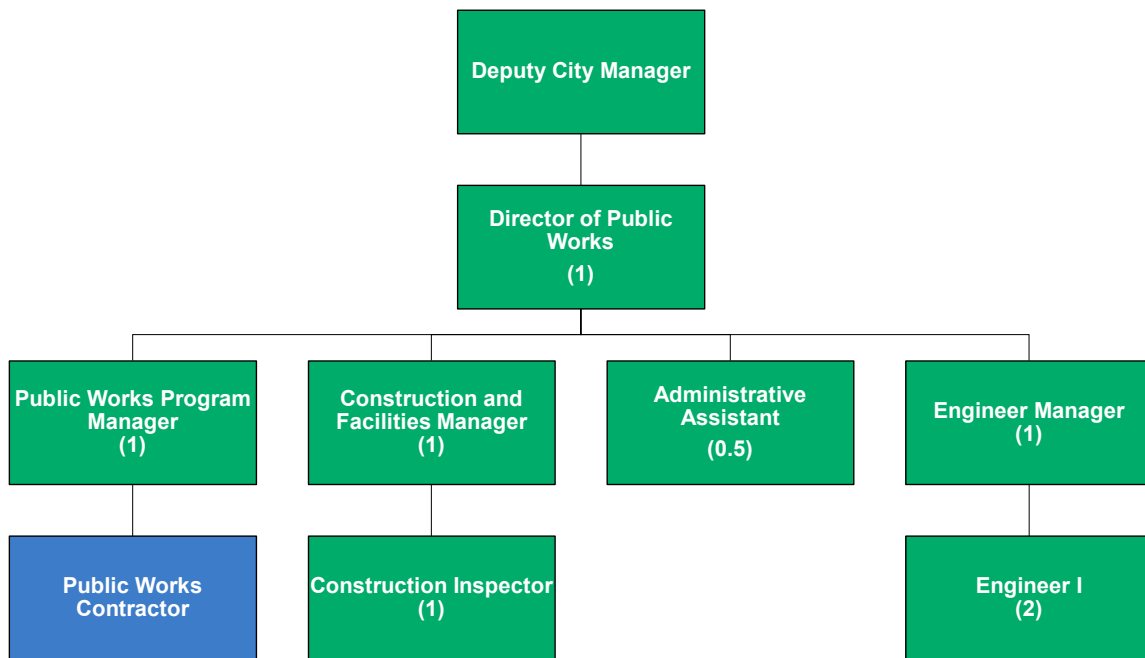 Deputy City Manager
Director of Public
Works
(1)
Public Works Program
Manager
(1)
Construction and
Facilities Manager
(1)
Administrative
Assistant
(0.5)
Engineer Manager
(1)
Public Works
Contractor
Construction Inspector
(1)
Engineer I
(2)